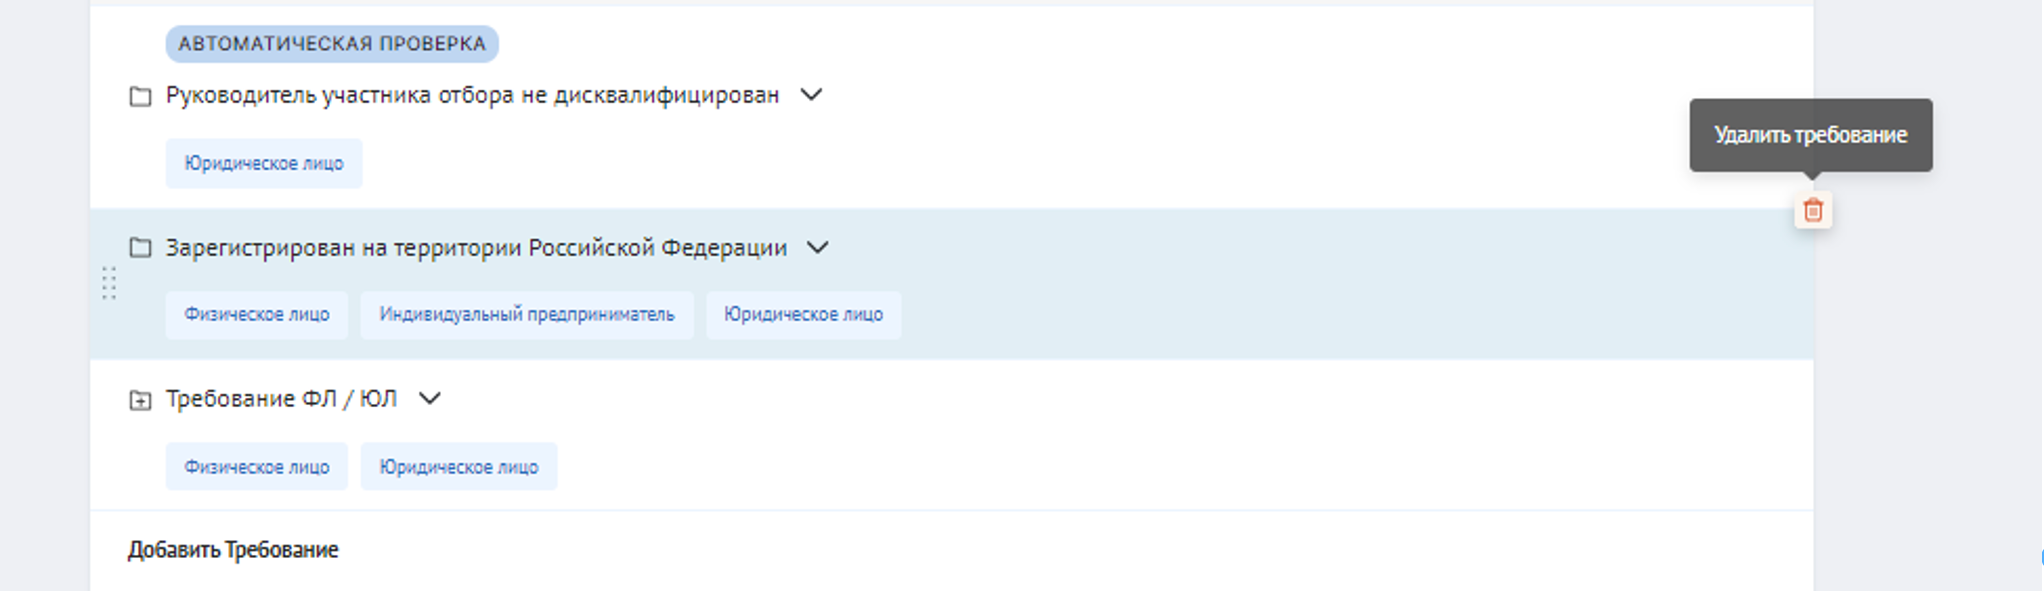 АВТОМАТИЧЕСКАЯ ПРОВЕРКА
Руководитель участника отбора не дисквалифицирован
Удалить требование
Юридическое лицо
Зарегистрирован на территории Российской Федерации
Физическое лицо Индивидуальный предприниматель Юридическое лицо
Требование ФЛ / ЮЛ
Физическое лицо Юридическое лицо
Добавить Требование